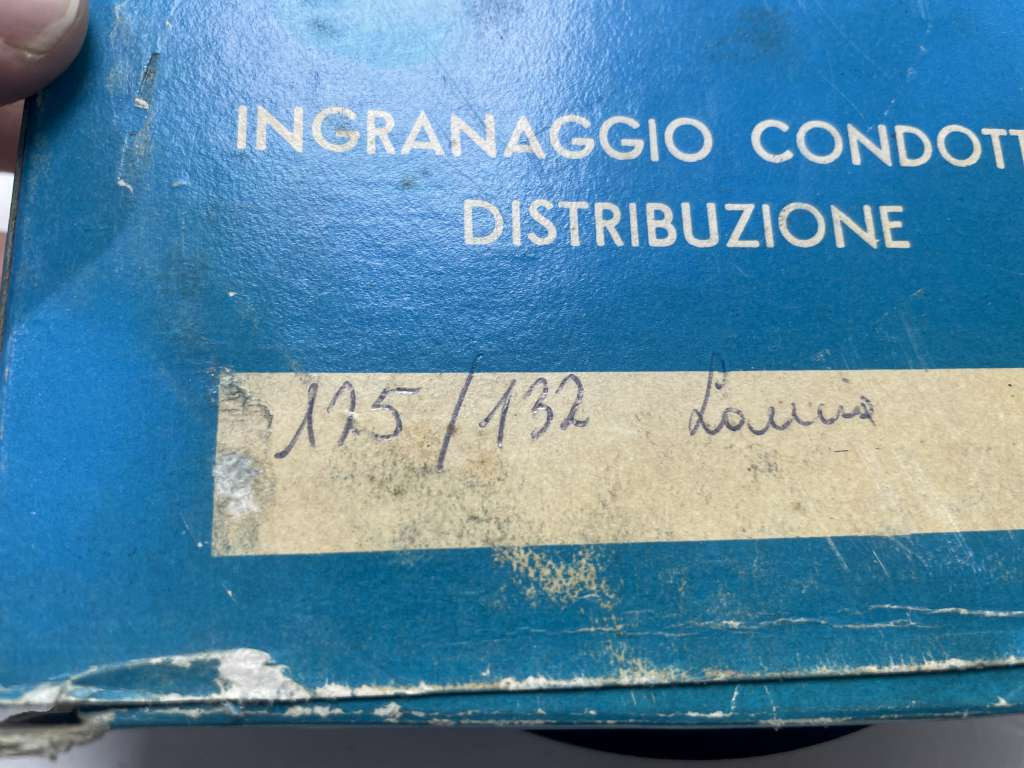 INGRANAGGIO CONDOTT
DISTRIBUZIONE
125/132 Lancia